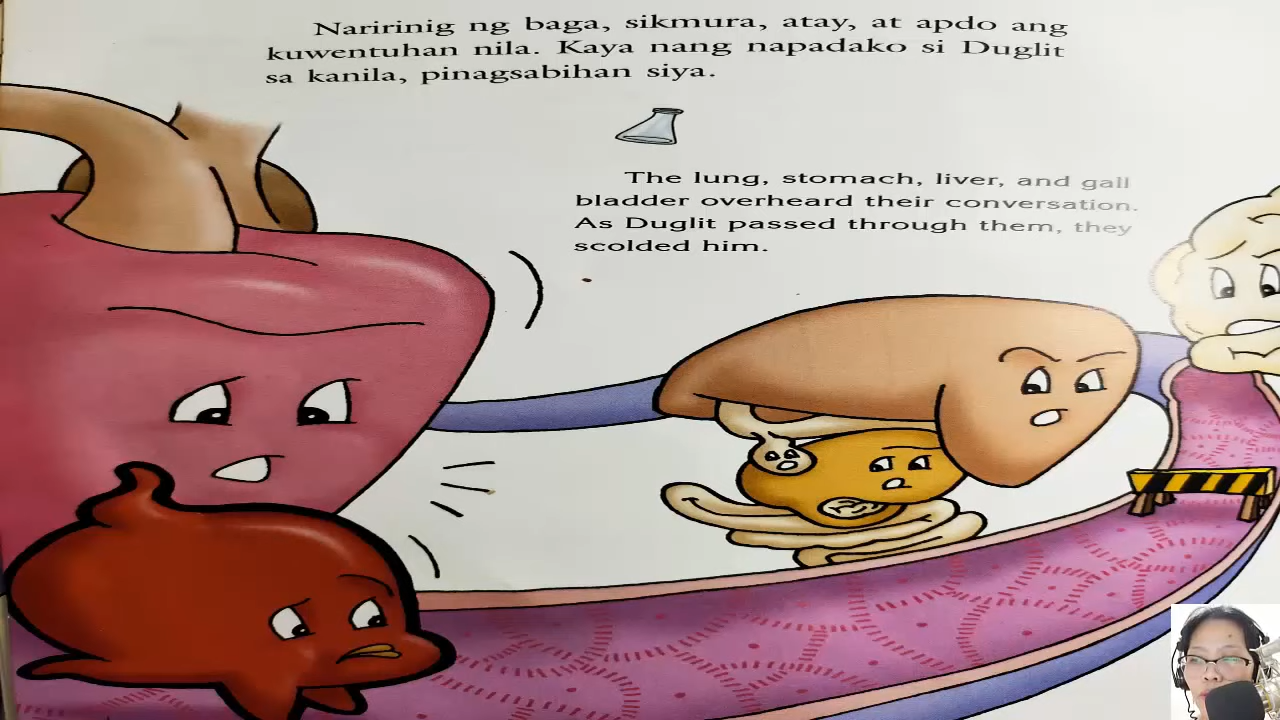 Naririnig ng baga, sikmura, atay, at apdo ang
kuwentuhan nila. Kaya nang napadako si Duglit
sa kanila, pinagsabihan siya.
The lung, stomach, liver, and gall
bladder overheard their conversation.
As Duglit passed through them, they
scolded him.